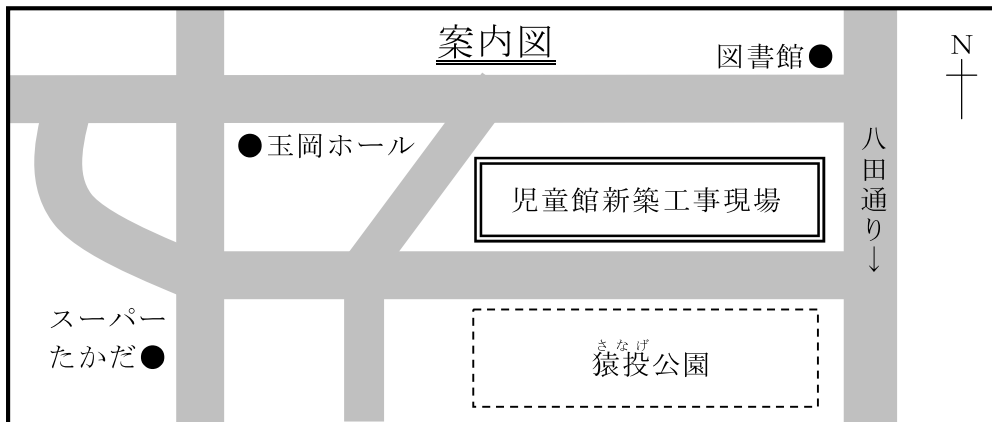 案内図
図書館●
N
●玉岡ホール
児童館新築工事現場
八田通り→
スーパー
たかだ●
さなげ
猿投公園